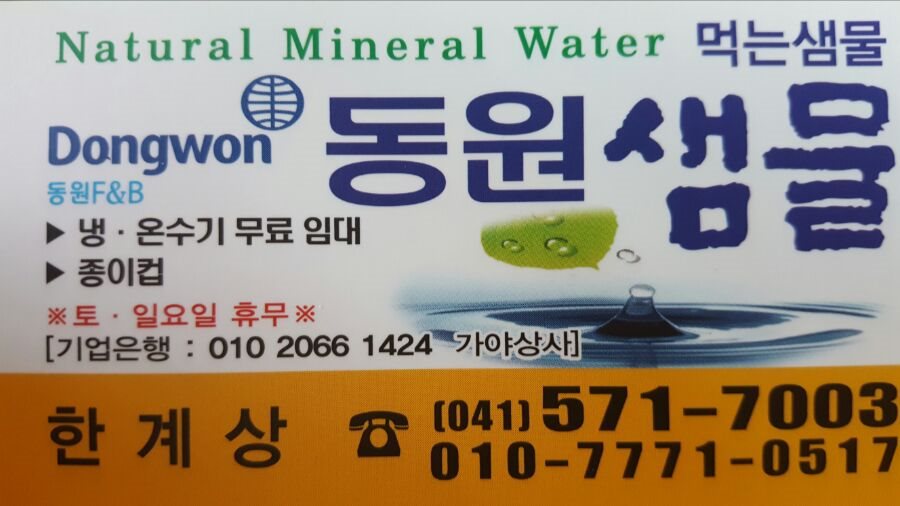 Natural Mineral Water 먹는샘물
Dongwon
동원F&B
동원샘물
▶ 냉·온수기 무료 임대
▶ 종이컵
※토·일요일 휴무※
[기업은행 : 010 2066 1424 가야상사]
한계상 ☎ (041) 571-7003
010-7771-0517